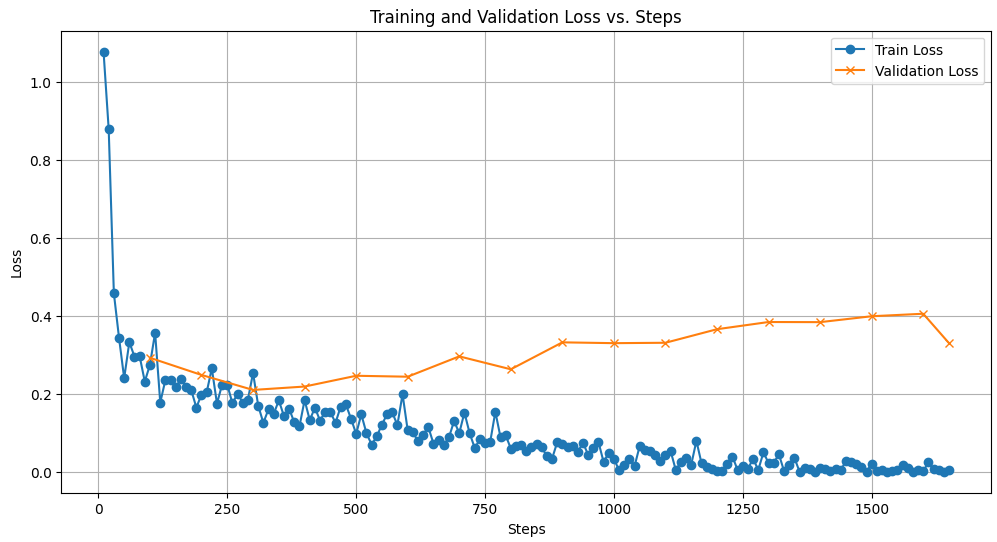 Training and Validation Loss vs. Steps
Train Loss
Validation Loss
Loss
1.0
0.8
0.6
0.4
0.2
0.0
0
250
500
750
1000
1250
1500
Steps